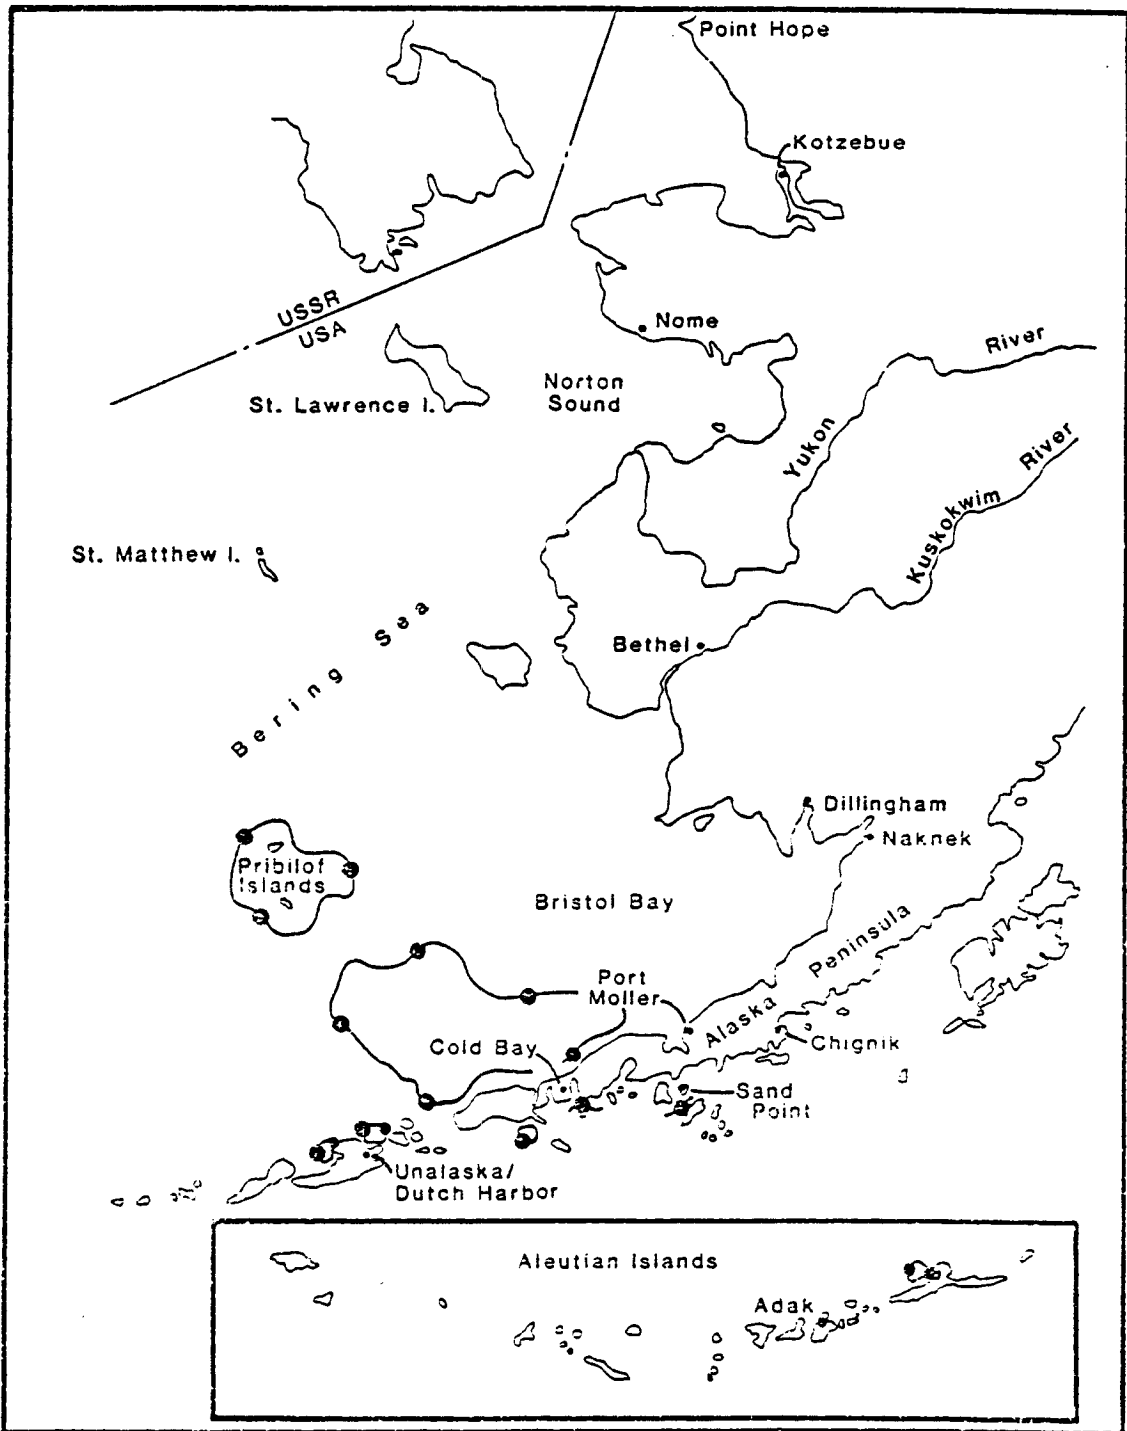 Point Hope
Kotzebue
USSR
USA
Nome
River
St. Lawrence I.
Norton
Sound
Yukon
River
Kuskokwim
St. Matthew I.
Bering Sea
Bethel
Dillingham
Naknek
Pribilof
Islands
Bristol Bay
Peninsula
Port
Moller
Alaska
Cold Bay
Chignik
Sand
Point
Unalaska/
Dutch Harbor
Aleutian Islands
Adak